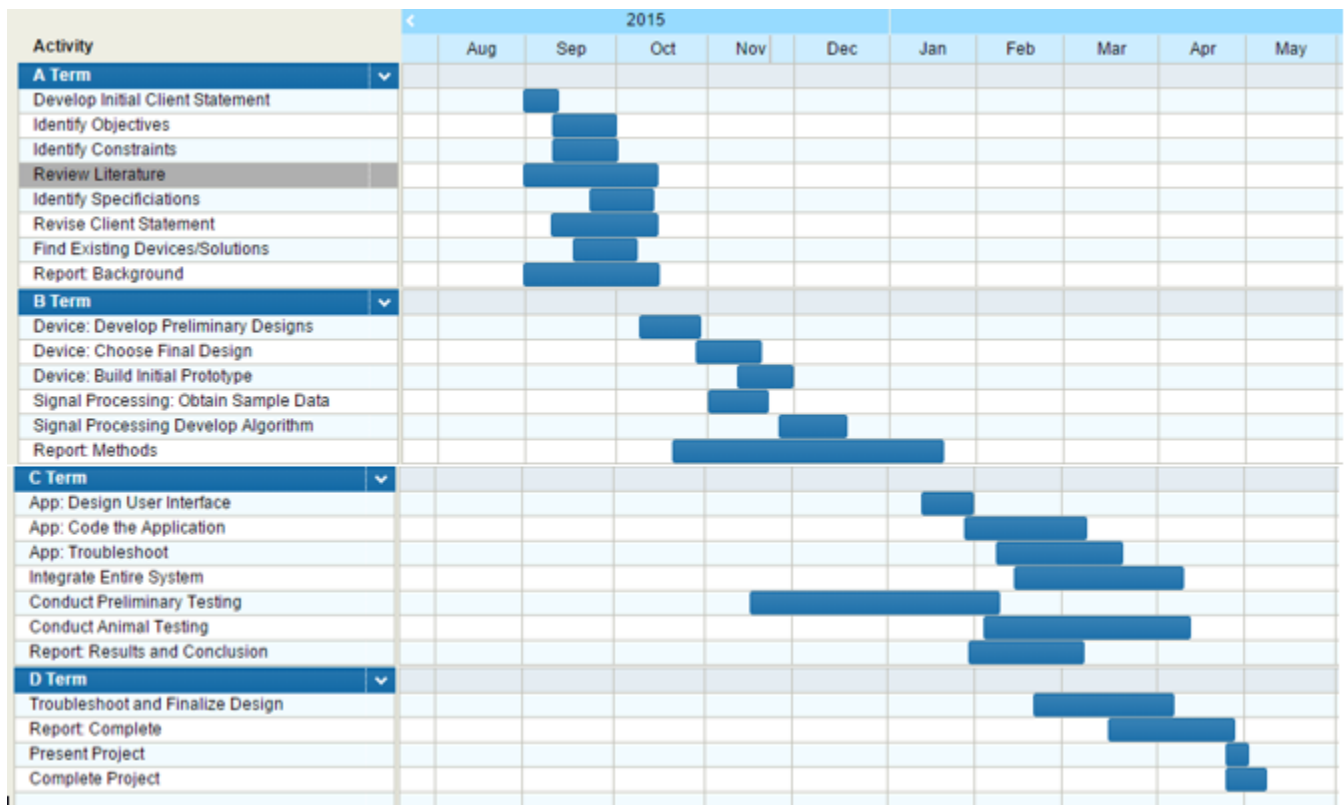 2015
Activity
Aug Sep Oct Nov Dec Jan Feb Mar Apr May
A Term
Develop Initial Client Statement
Identify Objectives
Identify Constraints
Review Literature
Identify Specificiations
Revise Client Statement
Find Existing Devices/Solutions
Report: Background
B Term
Device: Develop Preliminary Designs
Device: Choose Final Design
Device: Build Initial Prototype
Signal Processing: Obtain Sample Data
Signal Processing Develop Algorithm
Report: Methods
C Term
App: Design User Interface
App: Code the Application
App: Troubleshoot
Integrate Entire System
Conduct Preliminary Testing
Conduct Animal Testing
Report: Results and Conclusion
D Term
Troubleshoot and Finalize Design
Report: Complete
Present Project
Complete Project